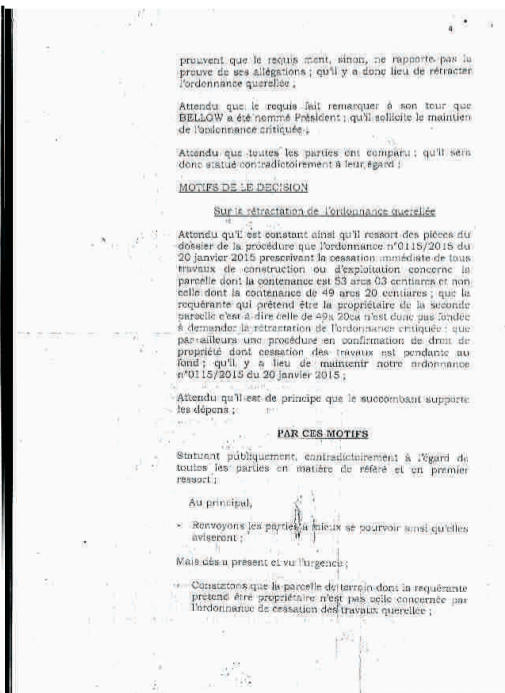 4
prouvent que le requis ment, sinon, ne rapporte pas la
preuve de ses allégations ; qu'il y a donc lieu de rétracter
l'ordonnance querellée ;
Attendu que le requis fait remarquer à son tour que
BELLOW a été nommé Président ; qu'il sollicite le maintien
de l'ordonnance critiquée ;
Attendu que toutes les parties ont comparu ; qu'il sera
donc statué contradictoirement à leur égard ;
MOTIFS DE LE DECISION
Sur la rétractation de l'ordonnance querellée
Attendu qu'il est constant ainsi qu'il ressort des pièces du
dossier de la procédure que l'ordonnance n°0115/2015 du
20 janvier 2015 prescrivant la cessation immédiate de tous
travaux de construction ou d'exploitation concerne la
parcelle dont la contenance est 53 ares 03 centiares et non
celle dont la contenance de 49 ares 20 centiares ; que la
requérante qui prétend être la propriétaire de la seconde
parcelle c'est à dire celle de 49a 20ca n'est donc pas fondée
à demander la rétractation de l'ordonnance critiquée ; que
par ailleurs une procédure en confirmation de droit de
propriété dont cessation des travaux est pendante au
fond ; qu'il y a lieu de maintenir notre ordonnance
n°0115/2015 du 20 janvier 2015 ;
Attendu qu'il est de principe que le succombant supporte
les dépens ;
PAR CES MOTIFS
Statuant publiquement, contradictoirement à l'égard de
toutes les parties en matière de référé et en premier
ressort ;
Au principal,
- Renvoyons les parties à mieux se pourvoir ainsi qu'elles
aviseront ;
Mais dès à présent et vu l'urgence ;
- Constatons que la parcelle de terrain dont la requérante
prétend être propriétaire n'est pas celle concernée par
l'ordonnance de cessation des travaux querellée ;